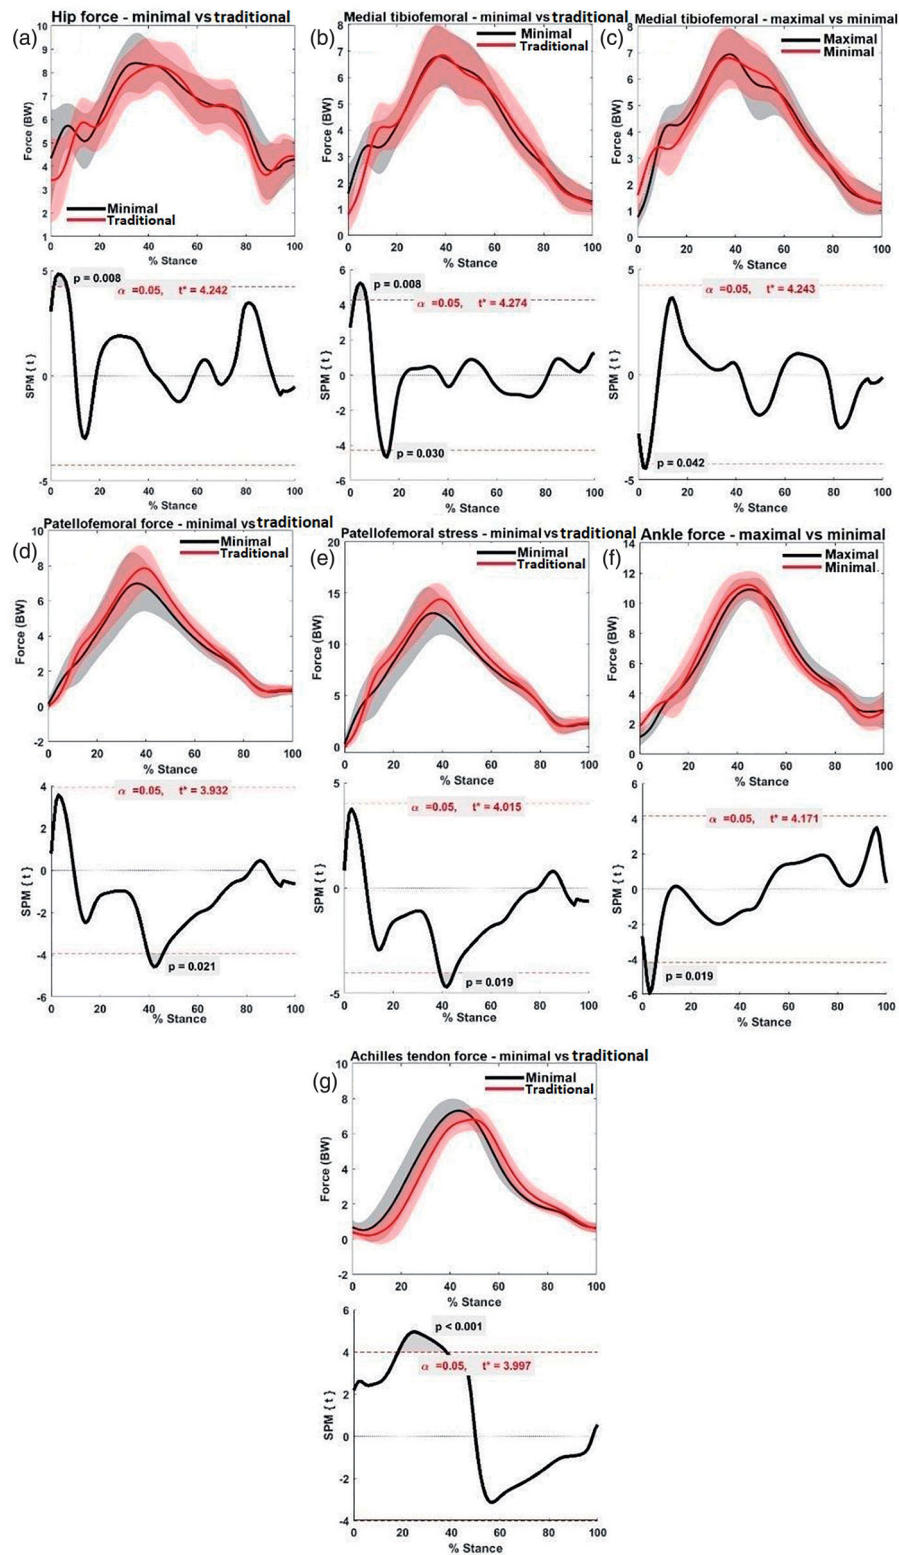 Hip force - minimal vs traditional
(a)
10
9
8
7
6
5
4
3
2
1
Force (BW)
Minimal
Traditional
0 20 40 60 80 100
% Stance
5
0
-5
SPM { t }
p = 0.008
α =0.05, t* = 4.242
0 20 40 60 80 100
Medial tibiofemoral - minimal vs traditional
(b)
8
7
6
5
4
3
2
1
0
Force (BW)
Minimal
Traditional
0 20 40 60 80 100
% Stance
6
4
2
0
-2
-4
-6
SPM { t }
p = 0.008
α =0.05, t* = 4.274
p = 0.030
0 20 40 60 80 100
Medial tibiofemoral - maximal vs minimal
(c)
8
7
6
5
4
3
2
1
0
Force (BW)
Maximal
Minimal
0 20 40 60 80 100
% Stance
5
0
-5
SPM { t }
α =0.05, t* = 4.243
p = 0.042
0 20 40 60 80 100
Patellofemoral force - minimal vs traditional
(d)
10
8
6
4
2
0
-2
Force (BW)
Minimal
Traditional
0 20 40 60 80 100
% Stance
4
2
0
-2
-4
-6
SPM { t }
α =0.05, t* = 3.932
p = 0.021
0 20 40 60 80 100
% Stance
Patellofemoral stress - minimal vs traditional
(e)
20
15
10
5
0
Force (BW)
Minimal
Traditional
0 20 40 60 80 100
% Stance
5
0
-5
SPM { t }
α =0.05, t* = 4.015
p = 0.019
0 20 40 60 80 100
% Stance
Ankle force - maximal vs minimal
(f)
14
12
10
8
6
4
2
0
Force (BW)
Maximal
Minimal
0 20 40 60 80 100
% Stance
6
4
2
0
-2
-4
-6
SPM { t }
α =0.05, t* = 4.171
p = 0.019
0 20 40 60 80 100
% Stance
Achilles tendon force - minimal vs traditional
(g)
10
8
6
4
2
0
-2
Force (BW)
Minimal
Traditional
0 20 40 60 80 100
% Stance
6
4
2
0
-2
-4
SPM { t }
p < 0.001
α =0.05, t* = 3.997
0 20 40 60 80 100
% Stance